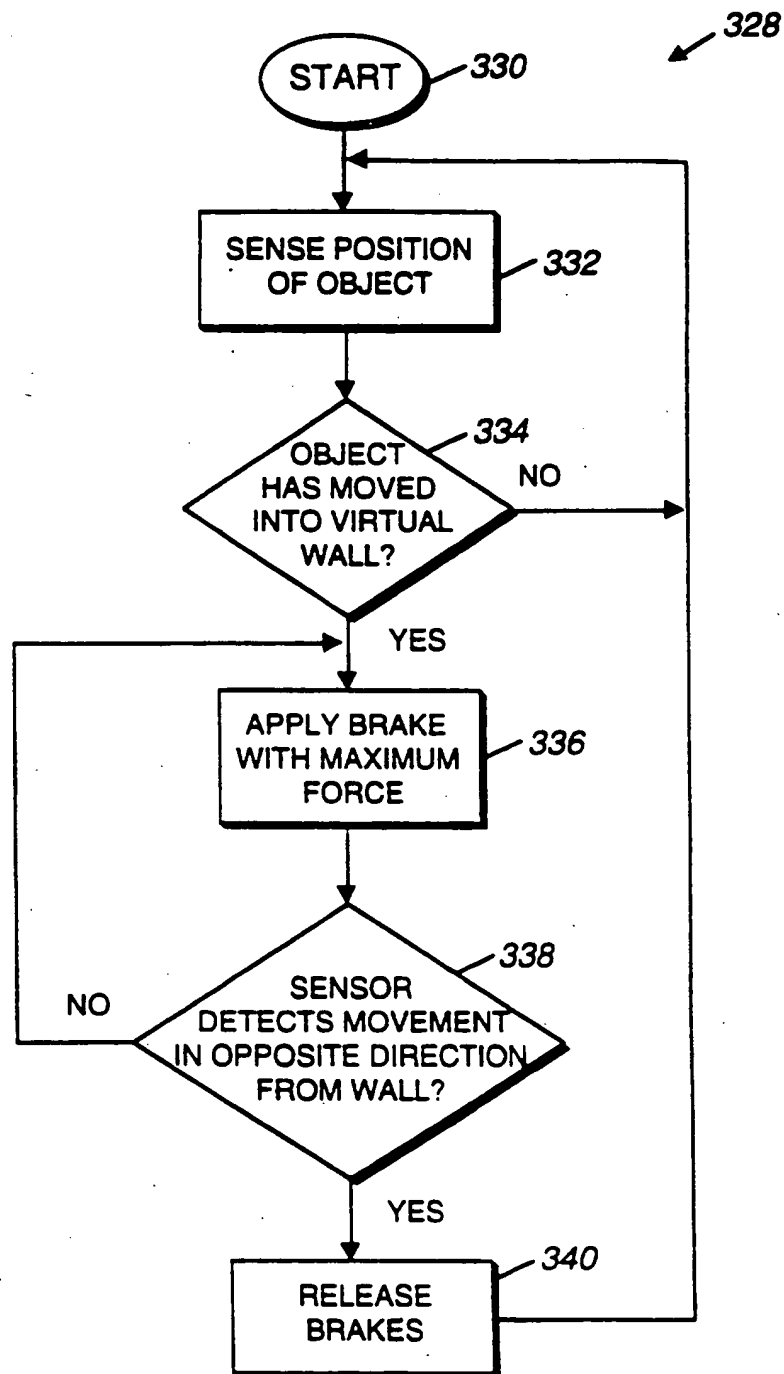 328
START
330
SENSE POSITION
OF OBJECT
332
334
OBJECT
HAS MOVED
INTO VIRTUAL
WALL?
NO
YES
APPLY BRAKE
WITH MAXIMUM
FORCE
336
338
NO
SENSOR
DETECTS MOVEMENT
IN OPPOSITE DIRECTION
FROM WALL?
YES
340
RELEASE
BRAKES